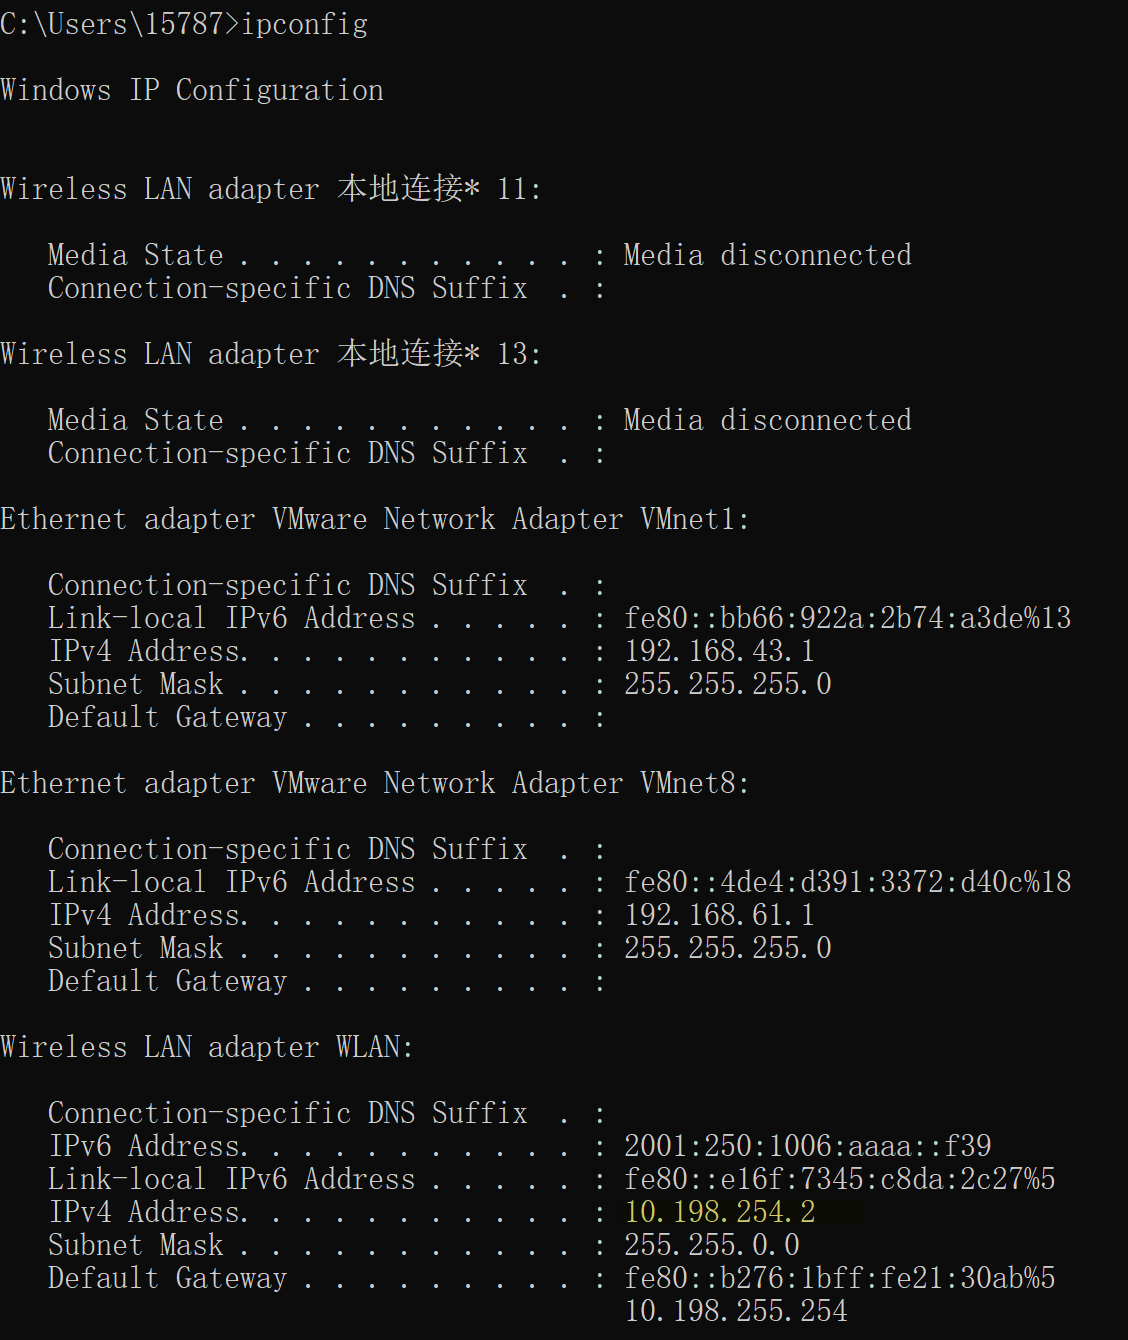 C:\Users\15787>ipconfig
Windows IP Configuration
Wireless LAN adapter 本地连接* 11:
Media State . . . . . . . . . . . : Media disconnected
Connection-specific DNS Suffix  . :
Wireless LAN adapter 本地连接* 13:
Media State . . . . . . . . . . . : Media disconnected
Connection-specific DNS Suffix  . :
Ethernet adapter VMware Network Adapter VMnet1:
Connection-specific DNS Suffix  . :
Link-local IPv6 Address . . . . . : fe80::bb66:922a:2b74:a3de%13
IPv4 Address. . . . . . . . . . . : 192.168.43.1
Subnet Mask . . . . . . . . . . . : 255.255.255.0
Default Gateway . . . . . . . . . :
Ethernet adapter VMware Network Adapter VMnet8:
Connection-specific DNS Suffix  . :
Link-local IPv6 Address . . . . . : fe80::4de4:d391:3372:d40c%18
IPv4 Address. . . . . . . . . . . : 192.168.61.1
Subnet Mask . . . . . . . . . . . : 255.255.255.0
Default Gateway . . . . . . . . . :
Wireless LAN adapter WLAN:
Connection-specific DNS Suffix  . :
IPv6 Address. . . . . . . . . . . : 2001:250:1006:aaaa::f39
Link-local IPv6 Address . . . . . : fe80::e16f:7345:c8da:2c27%5
IPv4 Address. . . . . . . . . . . : 10.198.254.2
Subnet Mask . . . . . . . . . . . : 255.255.0.0
Default Gateway . . . . . . . . . : fe80::b276:1bff:fe21:30ab%5
10.198.255.254